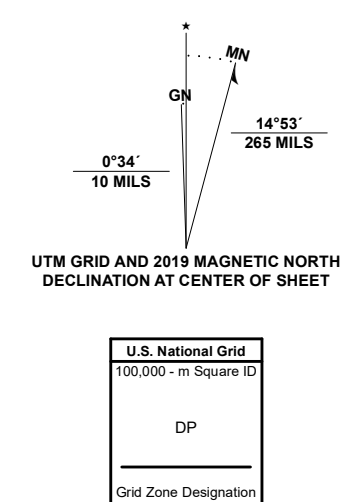 ★
MN
GN
14°53´
265 MILS
0°34´
10 MILS
UTM GRID AND 2019 MAGNETIC NORTH
DECLINATION AT CENTER OF SHEET
U.S. National Grid
100,000 - m Square ID
DP
Grid Zone Designation